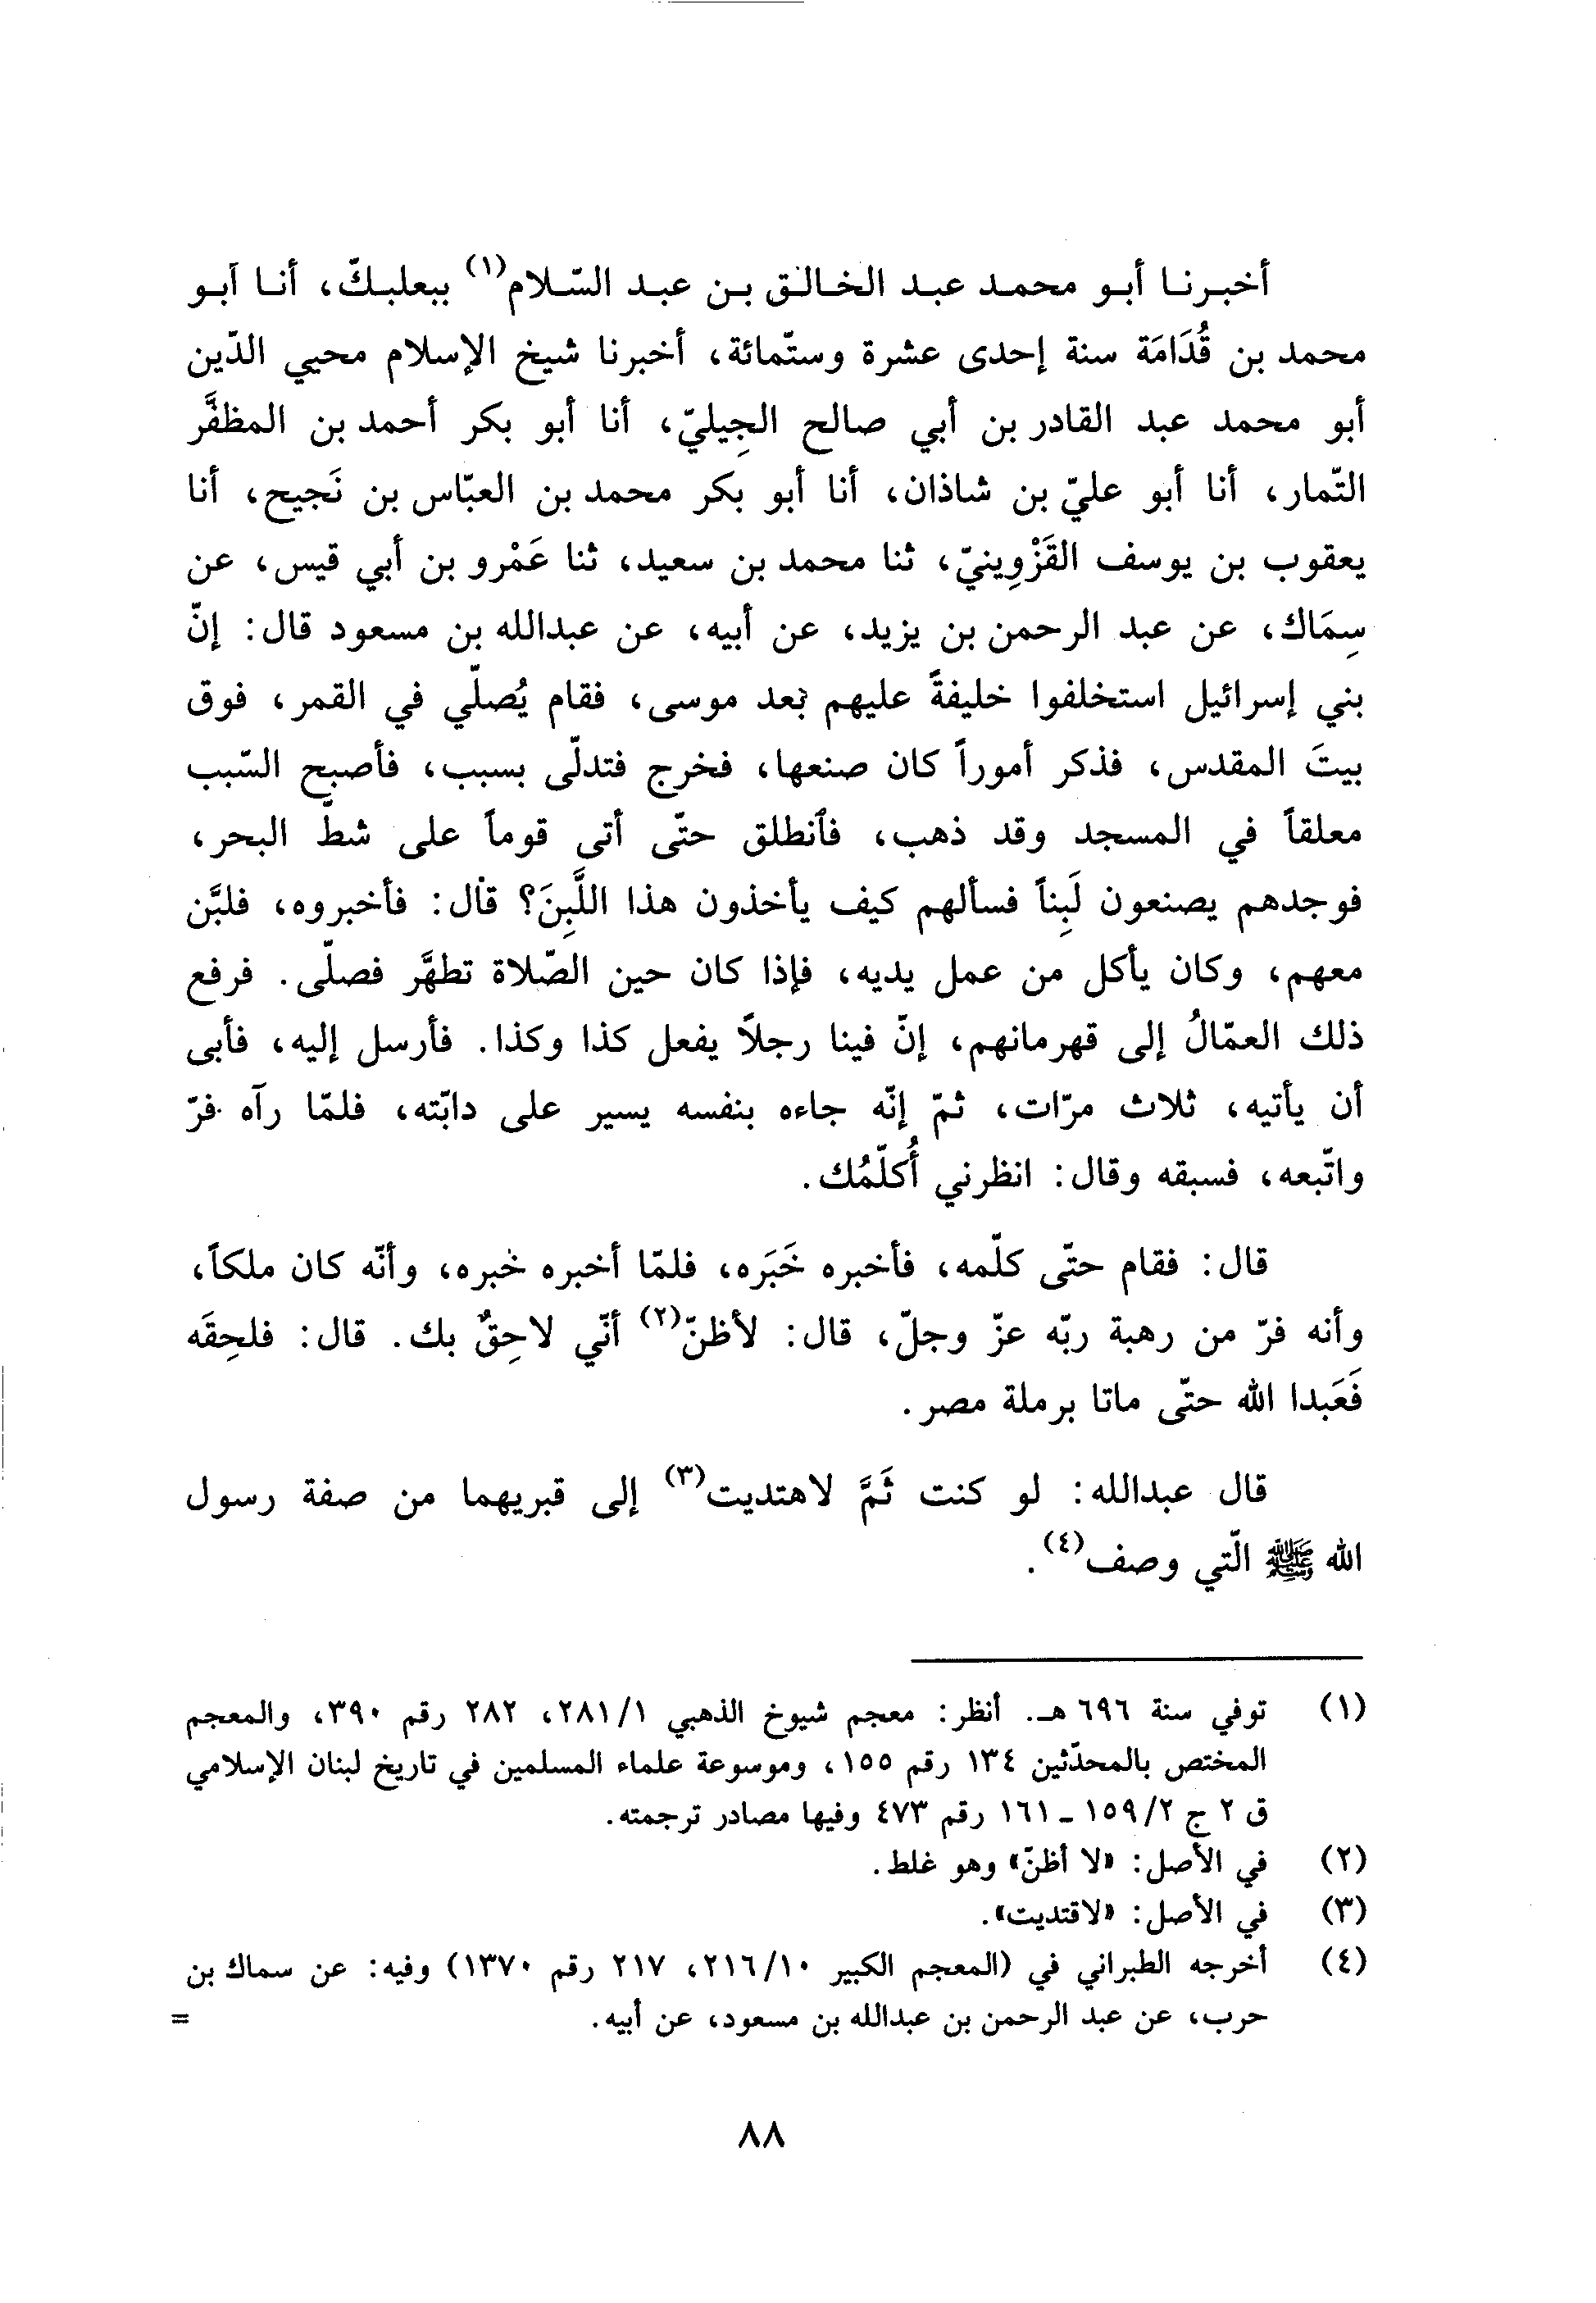 أخبرنا أبو محمد عبد الخالق بن عبد السّلام(١) ببعلبكّ، أنا أبو
محمد بن قُدَامَة سنة إحدى عشرة وستّمائة، أخبرنا شيخ الإسلام محيي الدّين
أبو محمد عبد القادر بن أبي صالح الجِيليّ، أنا أبو بكر أحمد بن المظفَّر
التّمار، أنا أبو عليّ بن شاذان، أنا أبو بكر محمد بن العبّاس بن نَجيح، أنا
يعقوب بن يوسف القَزْوِينيّ، ثنا محمد بن سعيد، ثنا عَمْرو بن أبي قيس، عن
سِمَاك، عن عبد الرحمن بن يزيد، عن أبيه، عن عبدالله بن مسعود قال: إنّ
بني إسرائيل استخلفوا خليفةً عليهم بعد موسى، فقام يُصلّي في القمر، فوق
بيتَ المقدس، فذكر أموراً كان صنعها، فخرج فتدلّى بسبب، فأصبح السّبب
معلقاً في المسجد وقد ذهب، فأنطلق حتّى أتى قوماً على شطّ البحر،
فوجدهم يصنعون لَبِناً فسألهم كيف يأخذون هذا اللَّبِنَ؟ قال: فأخبروه، فلبَّن
معهم، وكان يأكل من عمل يديه، فإذا كان حين الصّلاة تطهَّر فصلّى. فرفع
ذلك العمّالُ إلى قهرمانهم، إنّ فينا رجلاً يفعل كذا وكذا. فأرسل إليه، فأبى
أن يأتيه، ثلاث مرّات، ثمّ إنّه جاءه بنفسه يسير على دابّته، فلمّا رآه فرّ
واتّبعه، فسبقه وقال: انظرني أُكلّمُك.
قال: فقام حتّى كلّمه، فأخبره خَبَره، فلمّا أخبره خبره، وأنّه كان ملكاً،
وأنه فرّ من رهبة ربّه عزّ وجلّ، قال: لأظنّ(٢) أنّي لاحِقٌ بك. قال: فلحِقَه
فَعَبدا الله حتّى ماتا برملة مصر.
قال عبدالله: لو كنت ثَمَّ لاهتديت(٣) إلى قبريهما من صفة رسول
الله ﷺ الّتي وصف(٤).
(١) توفي سنة ٦٩٦ هـ. أنظر: معجم شيوخ الذهبي ٢٨١/١، ٢٨٢ رقم ٣٩٠، والمعجم
المختص بالمحدّثين ١٣٤ رقم ١٥٥، وموسوعة علماء المسلمين في تاريخ لبنان الإسلامي
ق ٢ ج ١٥٩/٢ - ١٦١ رقم ٤٧٣ وفيها مصادر ترجمته.
(٢) في الأصل: «لا أظنّ» وهو غلط.
(٣) في الأصل: «لاقتديت».
(٤) أخرجه الطبراني في (المعجم الكبير ٢١٦/١٠، ٢١٧ رقم ١٣٧٠) وفيه: عن سماك بن
حرب، عن عبد الرحمن بن عبدالله بن مسعود، عن أبيه. =
٨٨